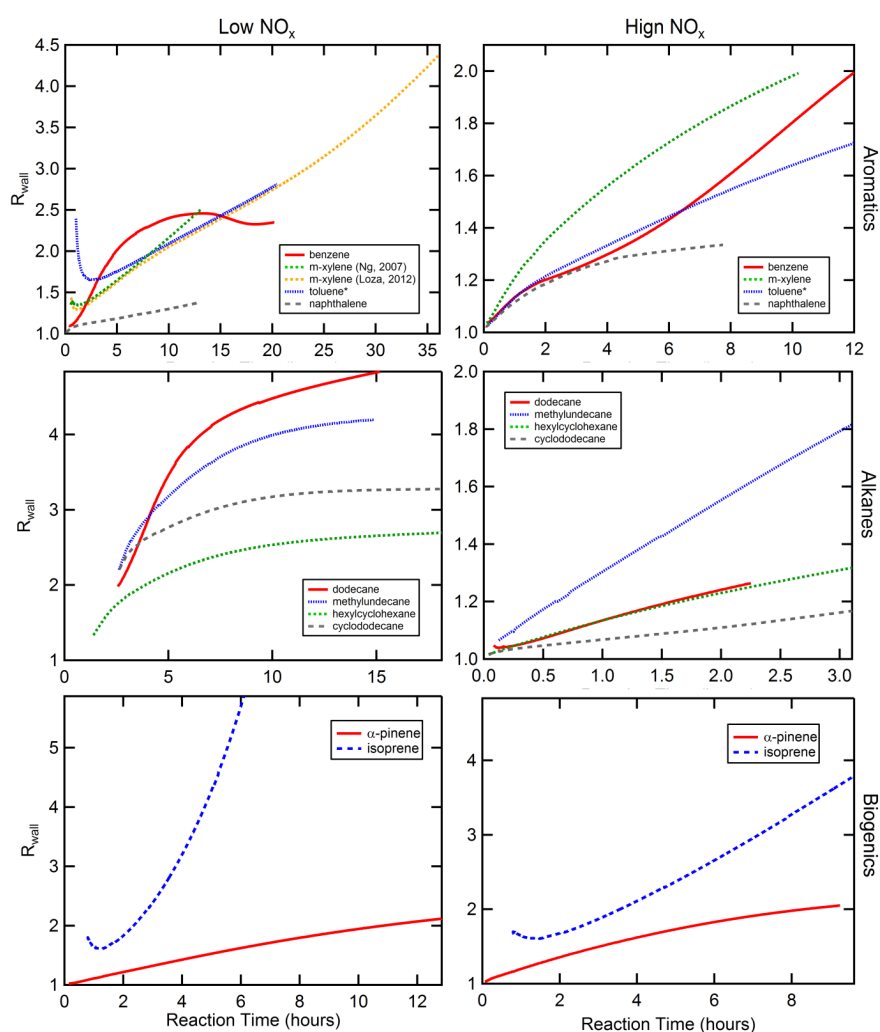 Low NOx
Hign NOx
4.5
4.0
3.5
3.0
2.5
2.0
1.5
1.0
Rwall
0
5
10
15
20
25
30
35
benzene
m-xylene (Ng, 2007)
m-xylene (Loza, 2012)
toluene*
naphthalene
2.0
1.8
1.6
1.4
1.2
1.0
0
2
4
6
8
10
12
benzene
m-xylene
toluene*
naphthalene
Aromatics
4
3
2
1
Rwall
0
5
10
15
dodecane
methylundecane
hexylcyclohexane
cyclododecane
2.0
1.8
1.6
1.4
1.2
1.0
0.0
0.5
1.0
1.5
2.0
2.5
3.0
dodecane
methylundecane
hexylcyclohexane
cyclododecane
Alkanes
5
4
3
2
1
Rwall
0
2
4
6
8
10
12
α-pinene
isoprene
Reaction Time (hours)
4
3
2
1
0
2
4
6
8
α-pinene
isoprene
Reaction Time (hours)
Biogenics